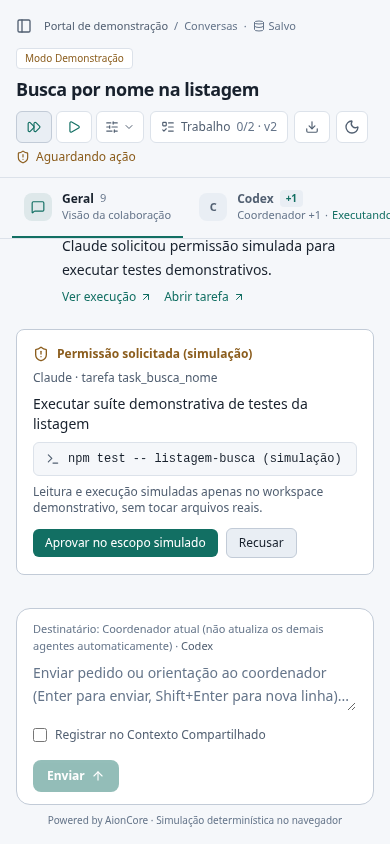 Portal de demonstração / Conversas · Salvo
Modo Demonstração
Busca por nome na listagem
Trabalho 0/2 · v2
Aguardando ação
Geral 9
Visão da colaboração
C
Codex +1
Coordenador +1 · Executando
Claude solicitou permissão simulada para
executar testes demonstrativos.
Ver execução Abrir tarefa
Permissão solicitada (simulação)
Claude · tarefa task_busca_nome
Executar suíte demonstrativa de testes da
listagem
npm test -- listagem-busca (simulação)
Leitura e execução simuladas apenas no workspace
demonstrativo, sem tocar arquivos reais.
Aprovar no escopo simulado Recusar
Destinatário: Coordenador atual (não atualiza os demais
agentes automaticamente) · Codex
Enviar pedido ou orientação ao coordenador
(Enter para enviar, Shift+Enter para nova linha)...
Registrar no Contexto Compartilhado
Enviar
Powered by AionCore · Simulação determinística no navegador